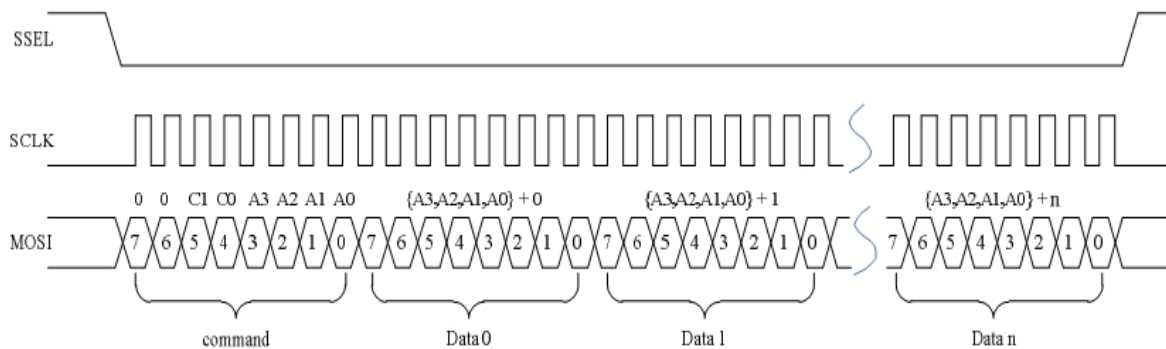 SSEL
SCLK
0 0 C1 C0 A3 A2 A1 A0 {A3,A2,A1,A0} + 0 {A3,A2,A1,A0} + 1 {A3,A2,A1,A0} + n
MOSI 7 6 5 4 3 2 1 0 7 6 5 4 3 2 1 0 7 6 5 4 3 2 1 0 7 6 5 4 3 2 1 0
command Data 0 Data 1 Data n